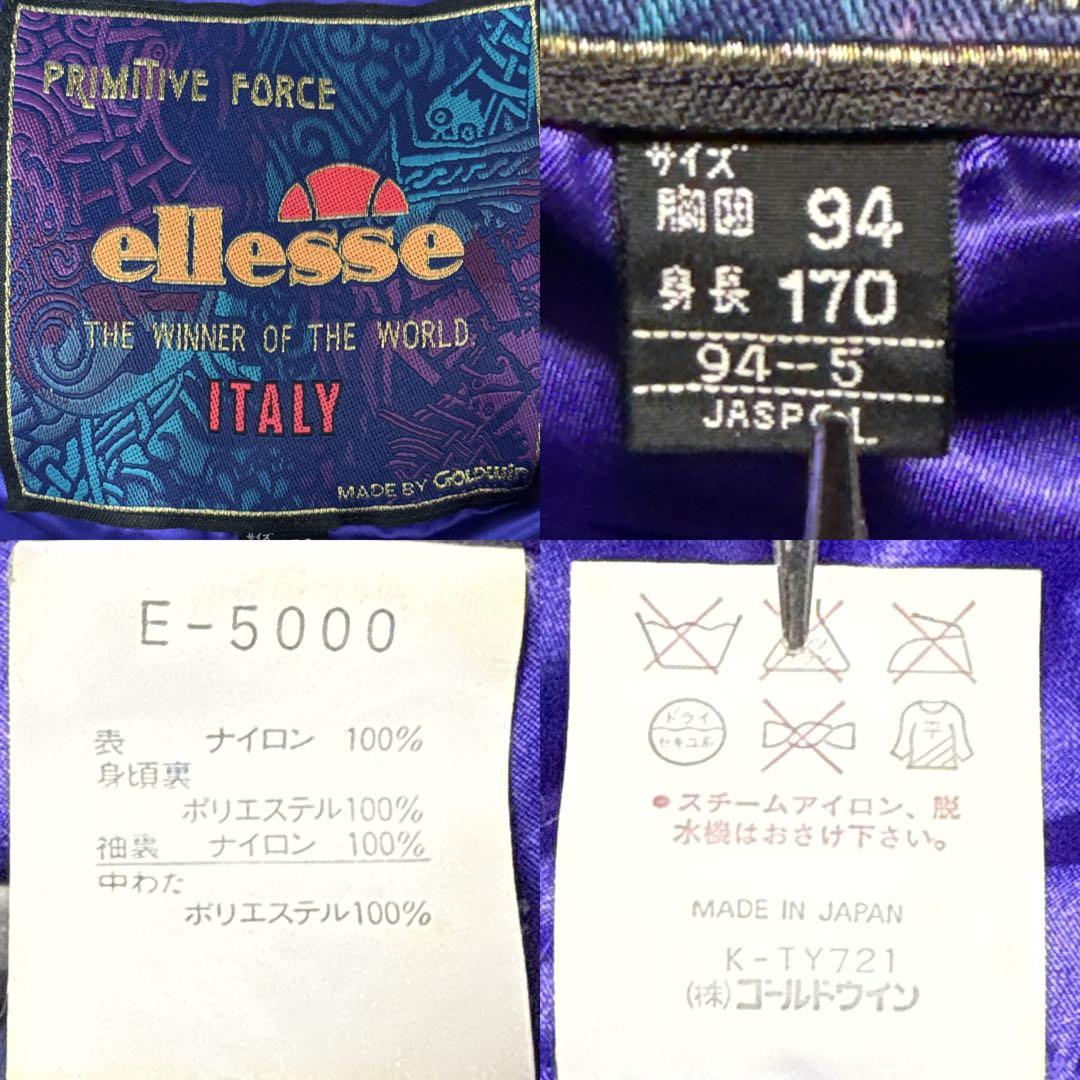 PRIMITIVE FORCE
ellesse
THE WINNER OF THE WORLD.
ITALY
MADE BY GOLDWIN
サイズ
サイズ
胸囲 94
身長 170
94-5
E-5000
表 ナイロン 100%
身頃裏
ポリエステル100%
袖裏 ナイロン 100%
中わた
ポリエステル100%
ドライ
セキユ系
平
•スチームアイロン、脱
水機はおさけ下さい。
MADE IN JAPAN
K-TY721
(株)ゴールドウイン